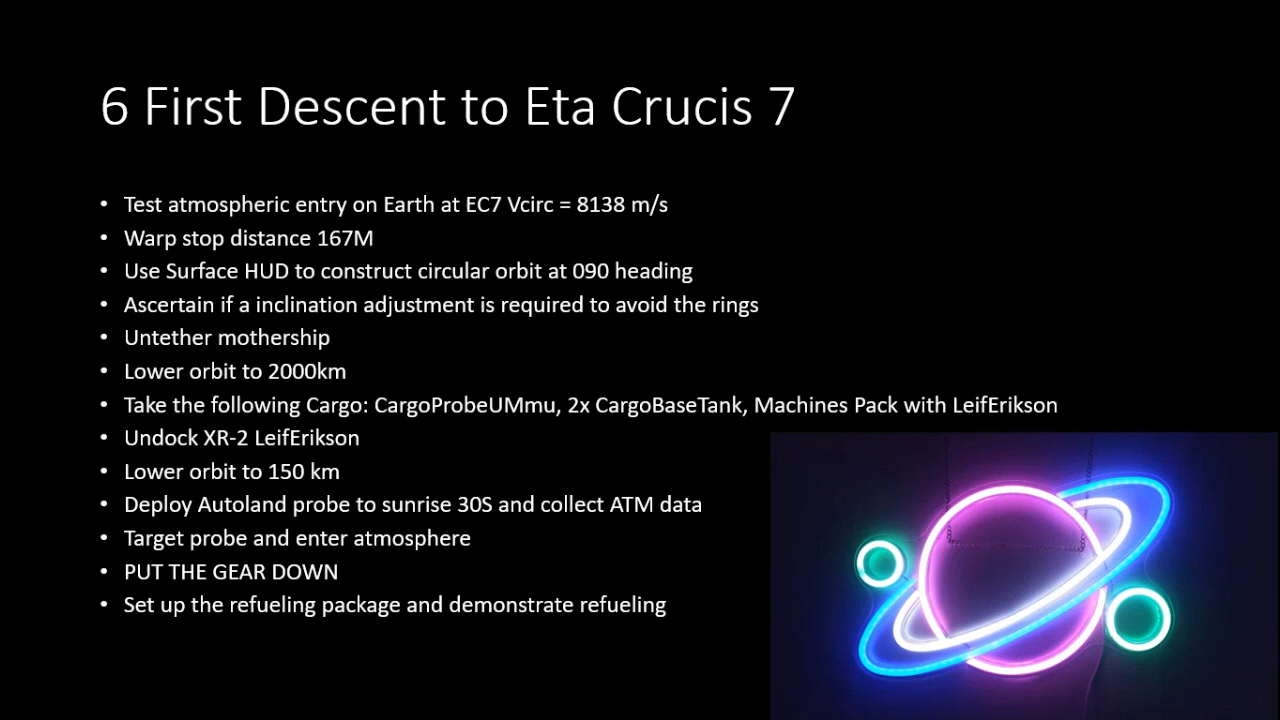 6 First Descent to Eta Crucis 7
• Test atmospheric entry on Earth at EC7 Vcirc = 8138 m/s
• Warp stop distance 167M
• Use Surface HUD to construct circular orbit at 090 heading
• Ascertain if a inclination adjustment is required to avoid the rings
• Untether mothership
• Lower orbit to 2000km
• Take the following Cargo: CargoProbeUMmu, 2x CargoBaseTank, Machines Pack with LeifErikson
• Undock XR-2 LeifErikson
• Lower orbit to 150 km
• Deploy Autoland probe to sunrise 30S and collect ATM data
• Target probe and enter atmosphere
• PUT THE GEAR DOWN
• Set up the refueling package and demonstrate refueling